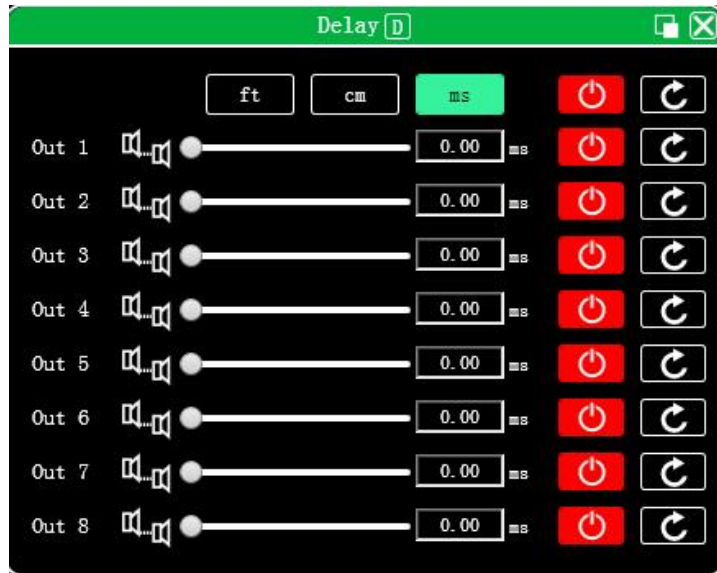 Delay D
ft cm ms
Out 1 0.00 ms
Out 2 0.00 ms
Out 3 0.00 ms
Out 4 0.00 ms
Out 5 0.00 ms
Out 6 0.00 ms
Out 7 0.00 ms
Out 8 0.00 ms